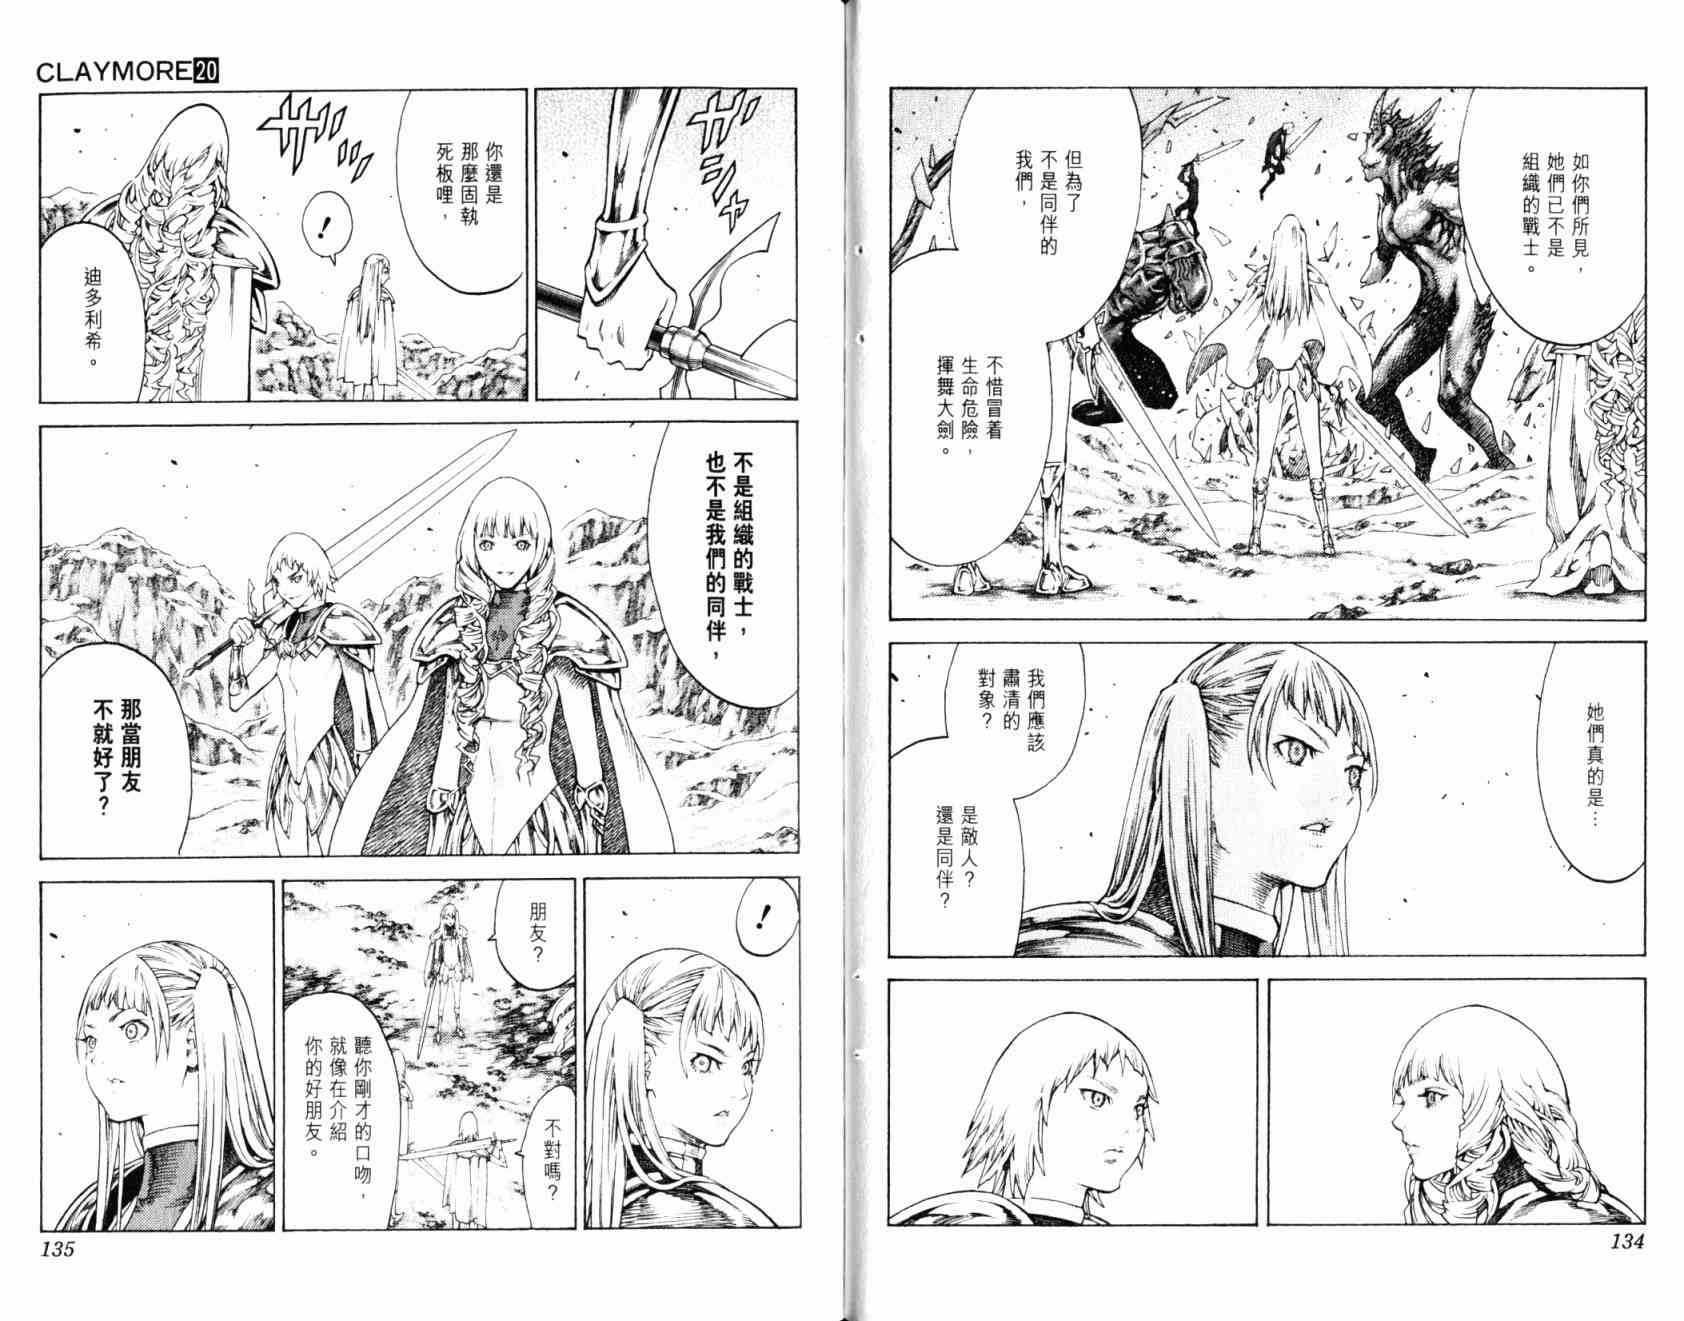 如你們所見，
她們已不是
組織的戰士。
但為了
不是同伴的
我們，
不惜冒着
生命危險，
揮舞大劍。
她們真的是…
我們應該
肅清的
對象？
是敵人？
還是同伴？
134
CLAYMORE 20
ザシャッ
ザッ
你還是
那麼固執
死板哩，
！
迪多利希。
不是組織的戰士，
也不是我們的同伴，
那當朋友
不就好了？
！
朋友？
不對嗎？
聽你剛才的口吻，
就像在介紹
你的好朋友。
135